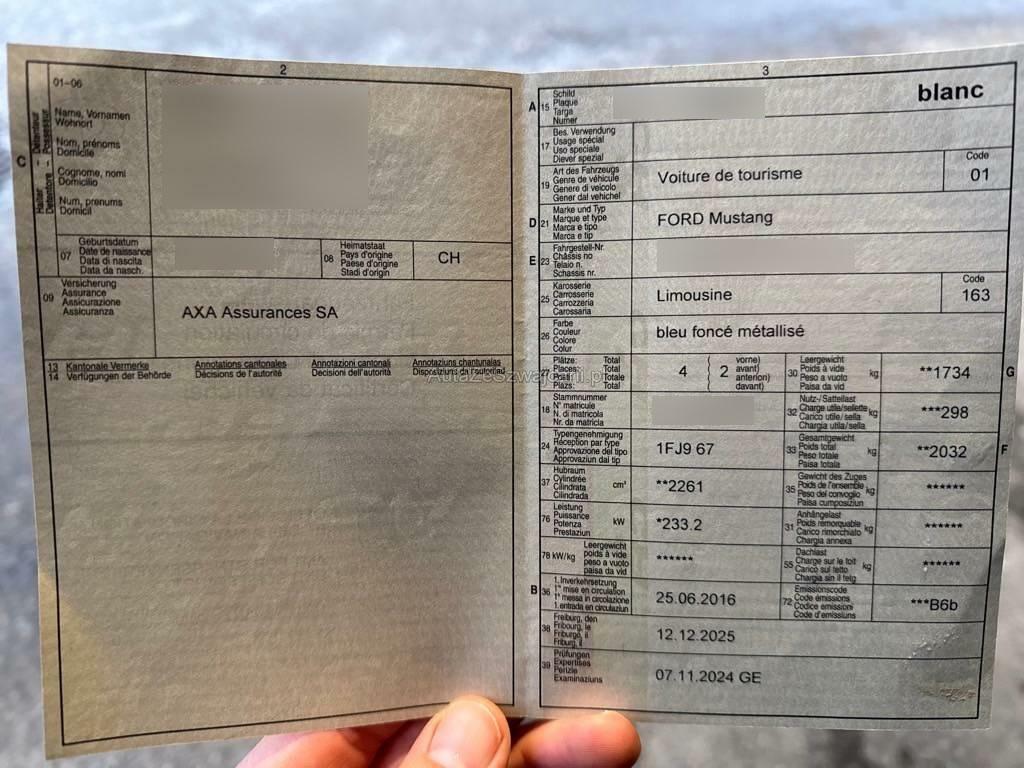 2
01-06
Halter - Détenteur
Detentore - Possessur
C
Name, Vornamen
Wohnort
Nom, prénoms
Domicile
Cognome, nomi
Domicilio
Num, prenums
Domicil
07
Geburtsdatum
Date de naissance
Data di nascita
Data da nasch.
08
Heimatstaat
Pays d'origine
Paese d'origine
Stadi d'origin
CH
09
Versicherung
Assurance
Assicurazione
Assicuranza
AXA Assurances SA
13 Kantonale Vermerke
14 Verfügungen der Behörde
Annotations cantonales
Décisions de l'autorité
Annotazioni cantonali
Decisioni dell'autorità
Annotaziuns chantunalas
Dispoziziuns da l'autoritad
AutaZeSzwajcarii.pl
3
A 15
Schild
Plaque
Targa
Numer
blanc
17
Bes. Verwendung
Usage spécial
Uso speciale
Diever spezial
19
Art des Fahrzeugs
Genre de véhicule
Genere di veicolo
Gener dal vehichel
Voiture de tourisme
Code
01
D 21
Marke und Typ
Marque et type
Marca e tipo
Marca e tip
FORD Mustang
E 23
Fahrgestell-Nr.
Châssis no
Telaio n.
Schassis nr.
25
Karosserie
Carrosserie
Carrozzeria
Carossaria
Limousine
Code
163
26
Farbe
Couleur
Colore
Colur
bleu foncé métallisé
Plätze: Total
Places: Total
Totale
Plazs: Total
4
2
vorne)
avant)
anteriori)
davant)
30
Leergewicht
Poids à vide
Peso a vuoto
Paisa da vid
kg
**1734
G
18
Stammnummer
N° matricule
N. di matricola
Nr. da matricla
32
Nutz-/Sattellast
Charge utile/sellette
Carico utile/sella
Chargia utila/sella
kg
***298
24
Typengenehmigung
Réception par type
Approvazione del tipo
Approvaziun dal tip
1FJ9 67
33
Gesamtgewicht
Poids total
Peso totale
Paisa totala
kg
**2032
F
37
Hubraum
Cylindrée
Cilindrata
Cilindrada
cm³
**2261
35
Gewicht des Zuges
Poids de l'ensemble
Peso del convoglio
Paisa cumposiziun
kg
******
76
Leistung
Puissance
Potenza
Prestaziun
kW
*233.2
31
Anhängelast
Poids remorquable
Carico rimorchiato
Chargia annexa
kg
******
78 kW/kg
Leergewicht
poids à vide
peso a vuoto
paisa da vid
******
55
Dachlast
Charge sur le toit
Carico sul tetto
Chargia sin il tetg
kg
******
B 36
1. Inverkehrsetzung
1re mise en circulation
1a messa in circolazione
1. entrada en circulaziun
25.06.2016
72
Emissionscode
Code émissions
Codice emissioni
Code d'emissiuns
***B6b
38
Freiburg, den
Fribourg, le
Friburgo, il
Friburg, il
12.12.2025
39
Prüfungen
Expertises
Perizie
Examinaziuns
07.11.2024 GE